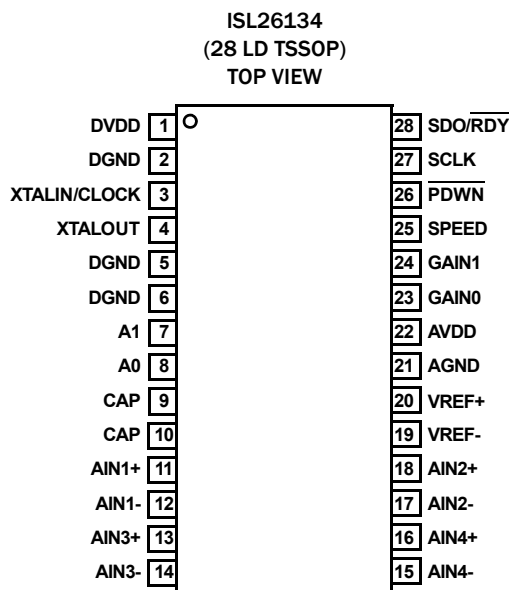 ISL26134
(28 LD TSSOP)
TOP VIEW
DVDD 1 28 SDO/RDY
DGND 2 27 SCLK
XTALIN/CLOCK 3 26 PDWN
XTALOUT 4 25 SPEED
DGND 5 24 GAIN1
DGND 6 23 GAIN0
A1 7 22 AVDD
A0 8 21 AGND
CAP 9 20 VREF+
CAP 10 19 VREF-
AIN1+ 11 18 AIN2+
AIN1- 12 17 AIN2-
AIN3+ 13 16 AIN4+
AIN3- 14 15 AIN4-